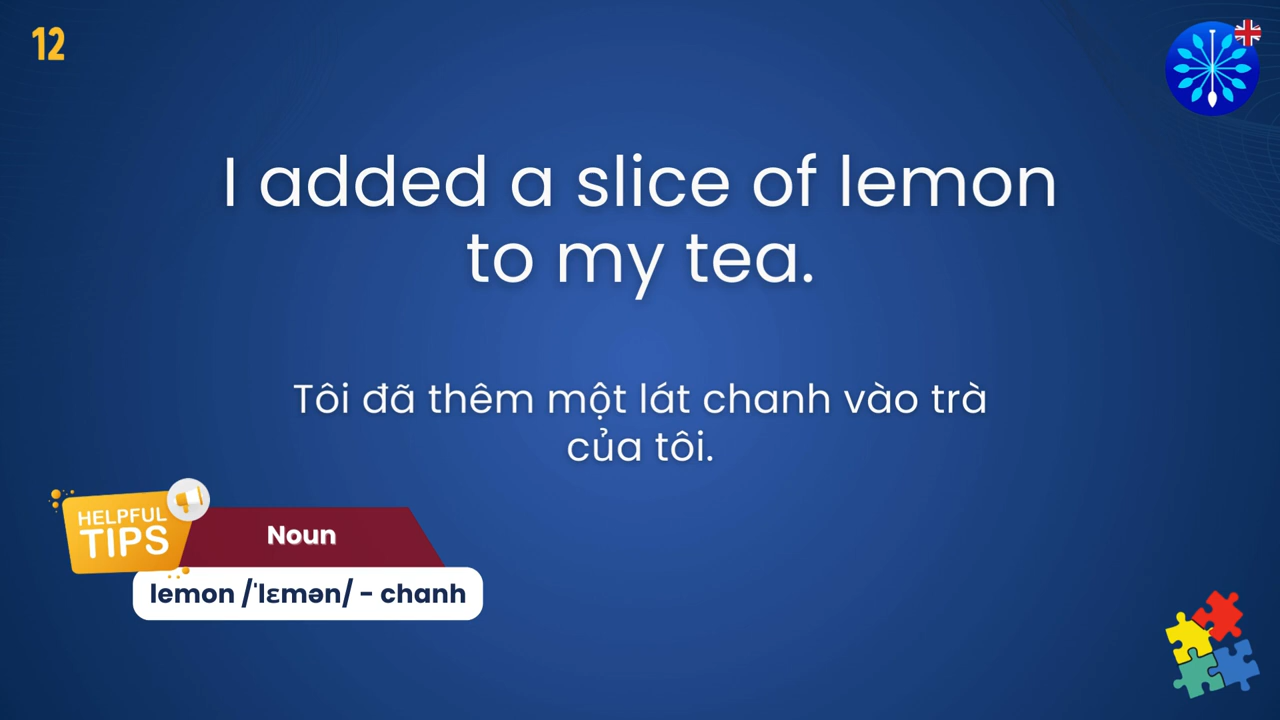 12
I added a slice of lemon
to my tea.
Tôi đã thêm một lát chanh vào trà
của tôi.
HELPFUL
TIPS
Noun
lemon /ˈlɛmən/ - chanh